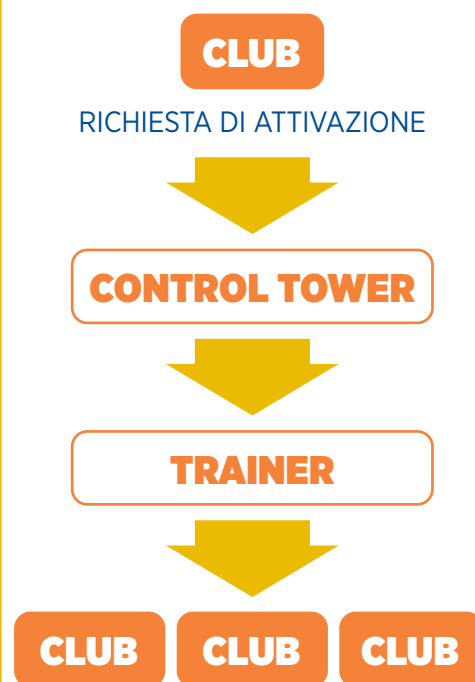 CLUB
RICHIESTA DI ATTIVAZIONE
CONTROL TOWER
TRAINER
CLUB CLUB CLUB